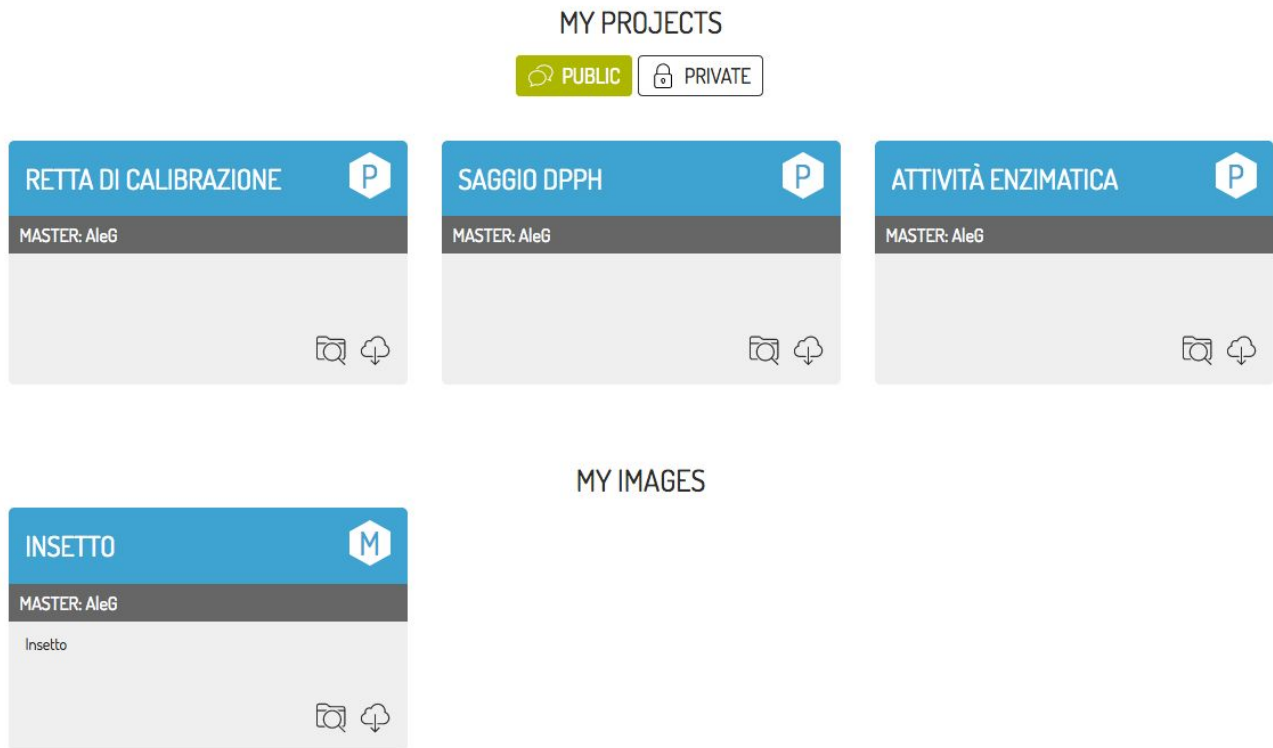 MY PROJECTS
PUBLIC PRIVATE
RETTA DI CALIBRAZIONE P
MASTER: AleG
SAGGIO DPPH P
MASTER: AleG
ATTIVITÀ ENZIMATICA P
MASTER: AleG
MY IMAGES
INSETTO M
MASTER: AleG
Insetto